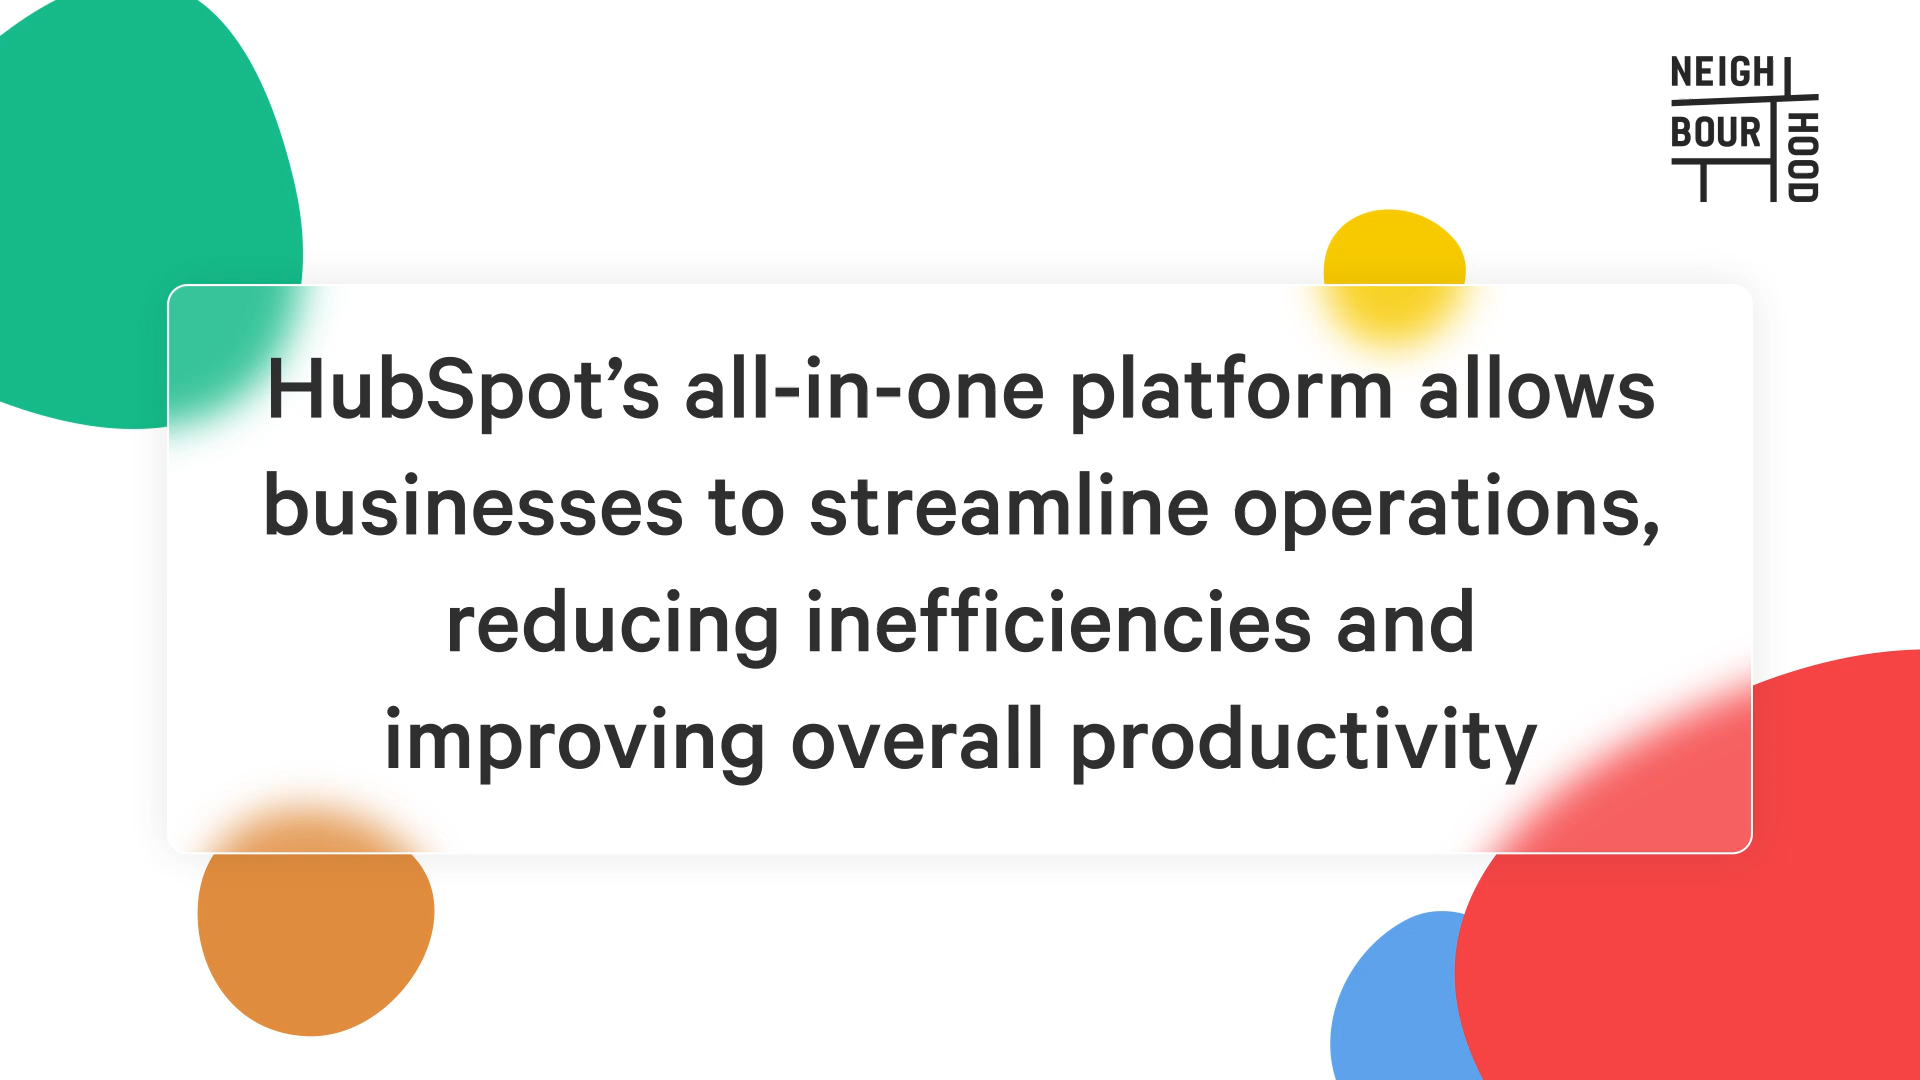 NEIGH
BOUR
HOOD
HubSpot’s all-in-one platform allows
businesses to streamline operations,
reducing inefficiencies and
improving overall productivity